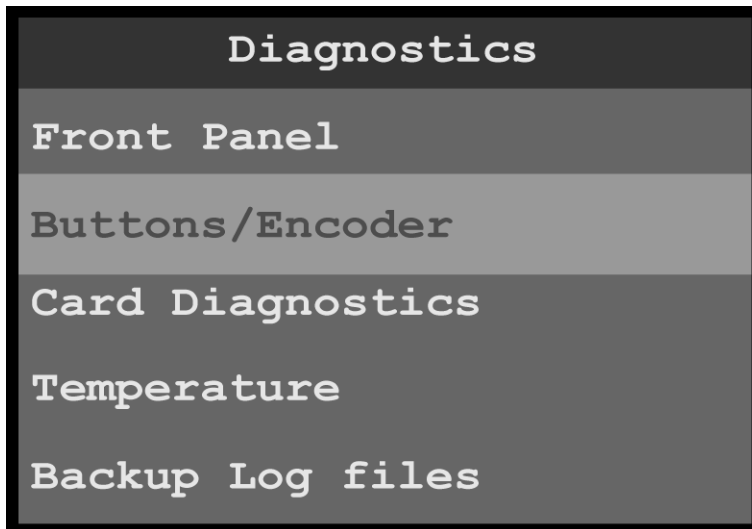 Diagnostics
Front Panel
Buttons/Encoder
Card Diagnostics
Temperature
Backup Log files